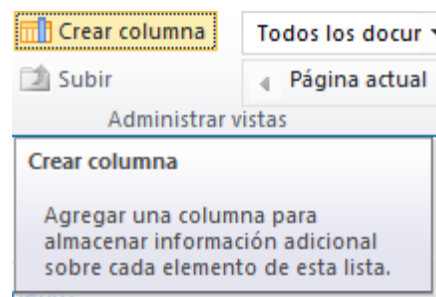 Crear columna
Todos los docur
Subir
Página actual
Administrar vistas
Crear columna
Agregar una columna para
almacenar información adicional
sobre cada elemento de esta lista.